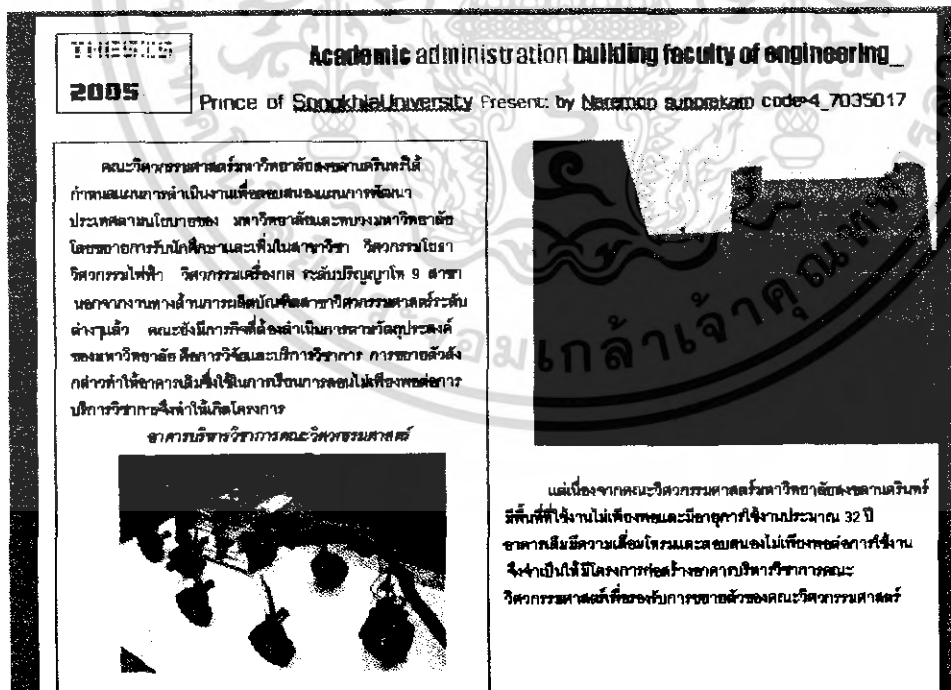 THESIS
2005
Academic administration building faculty of engineering_
Prince of Songkhla University Present: by Naremon suporekam code-4_7035017
คณะวิศวกรรมศาสตร์มหาวิทยาลัยสงขลานครินทร์ได้
กำหนดแผนการดำเนินงานเพื่อตอบสนองแผนการพัฒนา
ประเทศตามนโยบายของ มหาวิทยาลัยและทบวงมหาวิทยาลัย
โดยขยายการรับนักศึกษาและเพิ่มในสาขาวิชา วิศวกรรมโยธา
วิศวกรรมไฟฟ้า วิศวกรรมเครื่องกล ระดับปริญญาโท 9 สาขา
นอกจากงานทางด้านการผลิตบัณฑิตสาขาวิศวกรรมศาสตร์ระดับ
ต่างๆแล้ว คณะยังมีภารกิจที่ต้องดำเนินการตามวัตถุประสงค์
ของมหาวิทยาลัย คือการวิจัยและบริการวิชาการ การขยายตัวดัง
กล่าวทำให้อาคารเดิมซึ่งใช้ในการเรียนการสอนไม่เพียงพอต่อการ
บริการวิชาการจึงทำให้เกิดโครงการ
อาคารบริหารวิชาการคณะวิศวกรรมศาสตร์
แต่เนื่องจากคณะวิศวกรรมศาสตร์มหาวิทยาลัยสงขลานครินทร์
มีพื้นที่ที่ใช้งานไม่เพียงพอและมีอายุการใช้งานประมาณ 32 ปี
อาคารเดิมมีความเสื่อมโทรมและตอบสนองไม่เพียงพอต่อการใช้งาน
จึงจำเป็นให้มีโครงการก่อสร้างอาคารบริหารวิชาการคณะ
วิศวกรรมศาสตร์เพื่อรองรับการขยายตัวของคณะวิศวกรรมศาสตร์